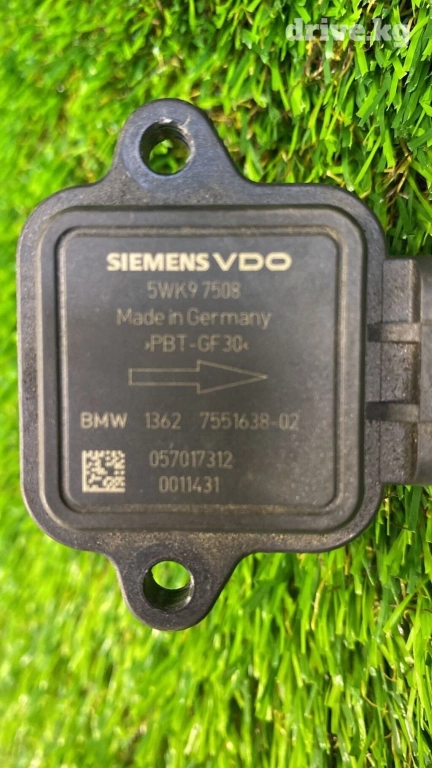 drive.kg
SIEMENS VDO
5WK9 7508
Made in Germany
>PBT-GF30<
BMW 1362 7551638-02
057017312
0011431